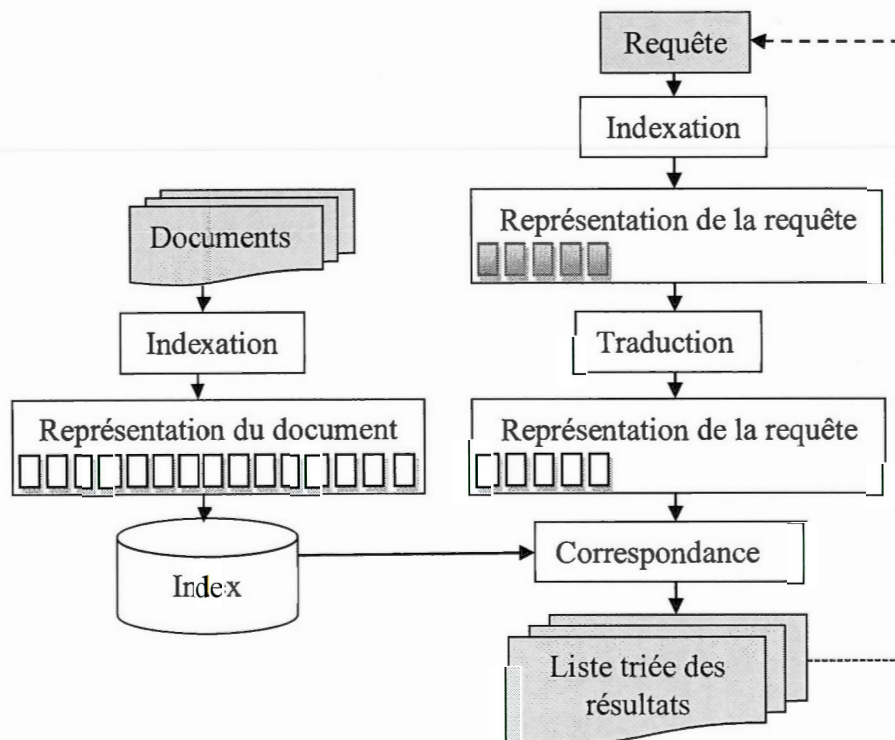 Requête
Indexation
Représentation de la requête
Documents
Indexation
Traduction
Représentation du document
Représentation de la requête
Index
Correspondance
Liste triée des
résultats